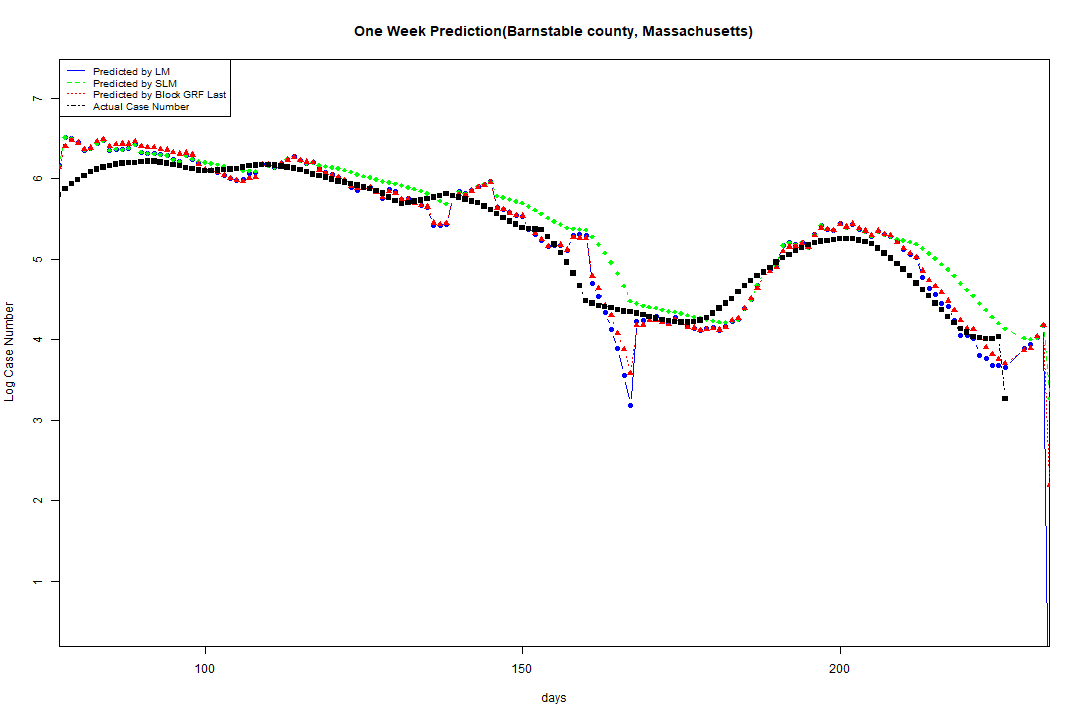 One Week Prediction(Barnstable county, Massachusetts)
Predicted by LM
Predicted by SLM
Predicted by Block GRF Last
Actual Case Number
7
6
5
4
3
2
1
Log Case Number
100 150 200
days